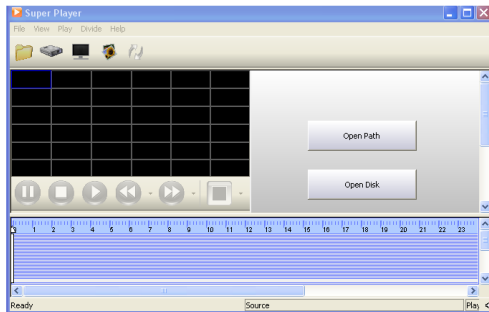 Super Player
File View Play Divide Help
Open Path
Open Disk
1 2 3 4 5 6 7 8 9 10 11 12 13 14 15 16 17 18 19 20 21 22 23
Ready Source Play